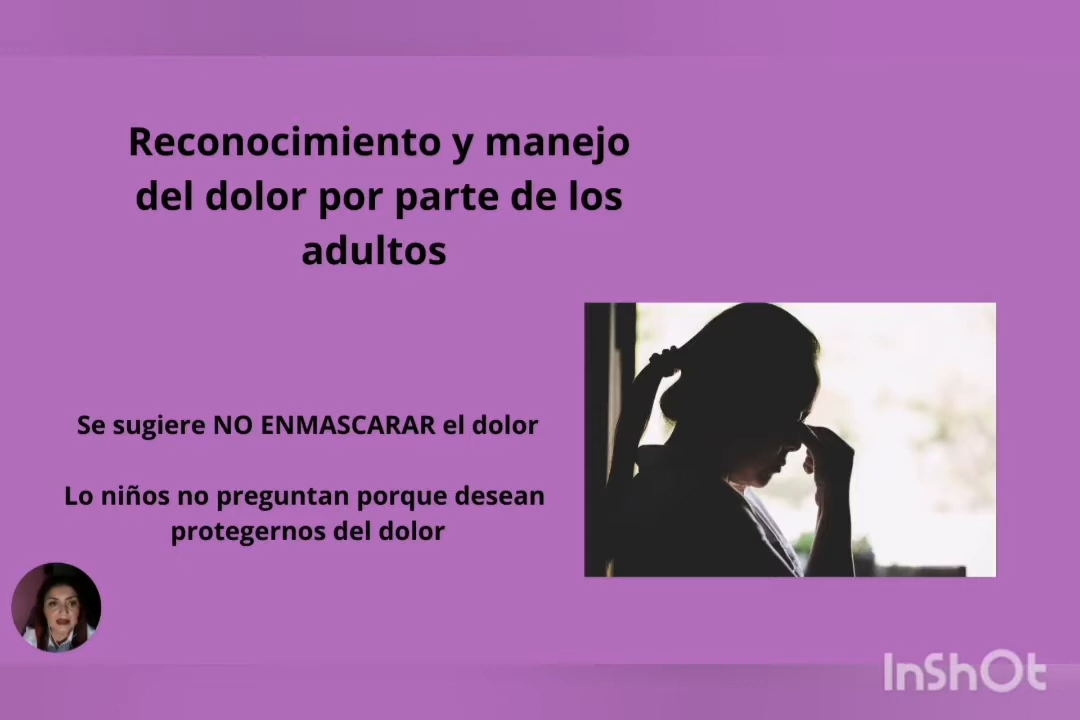 Reconocimiento y manejo
del dolor por parte de los
adultos
Se sugiere NO ENMASCARAR el dolor
Lo niños no preguntan porque desean
protegernos del dolor
InShOt